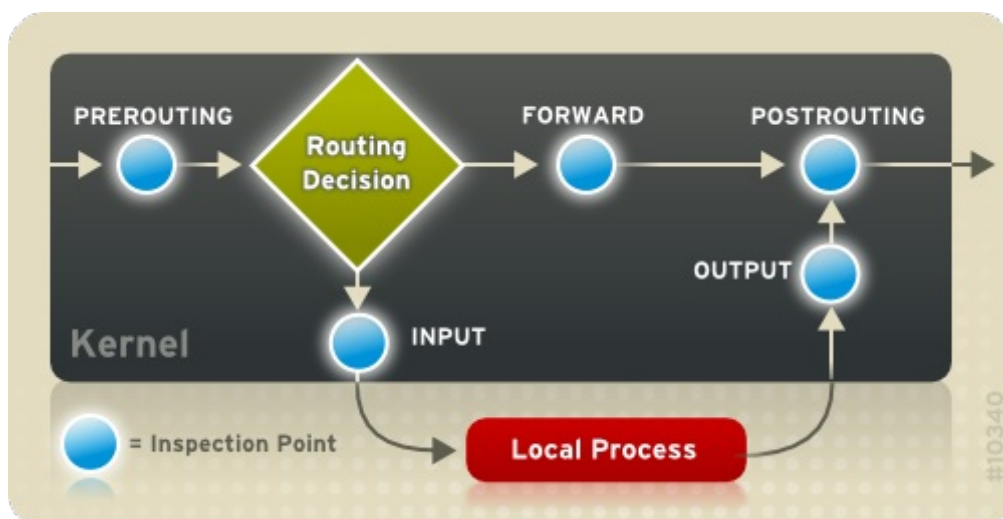 PREROUTING
Routing
Decision
FORWARD
POSTROUTING
OUTPUT
INPUT
Kernel
= Inspection Point
Local Process
#10340